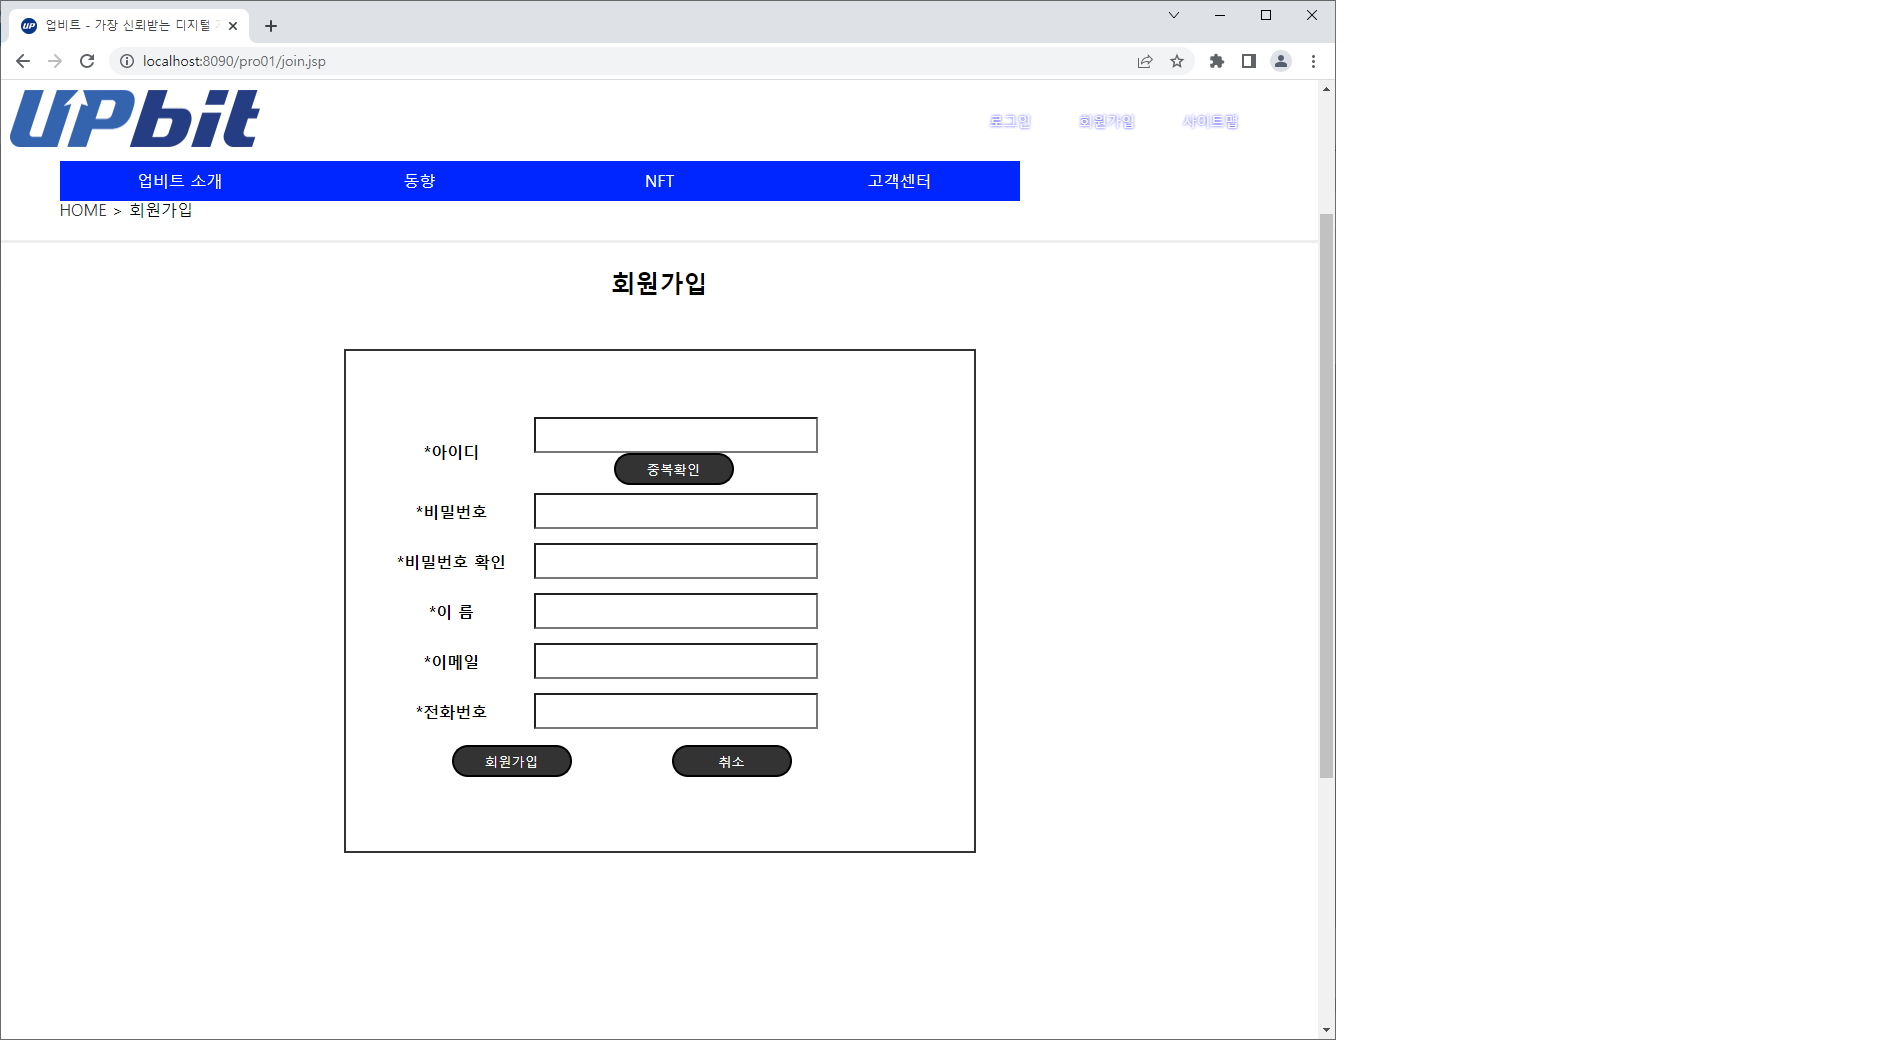 UP 업비트 - 가장 신뢰받는 디지털
localhost:8090/pro01/join.jsp
UPbit
로그인 회원가입 사이트맵
업비트 소개 동향 NFT 고객센터
HOME > 회원가입
회원가입
*아이디
중복확인
*비밀번호
*비밀번호 확인
*이 름
*이메일
*전화번호
회원가입 취소